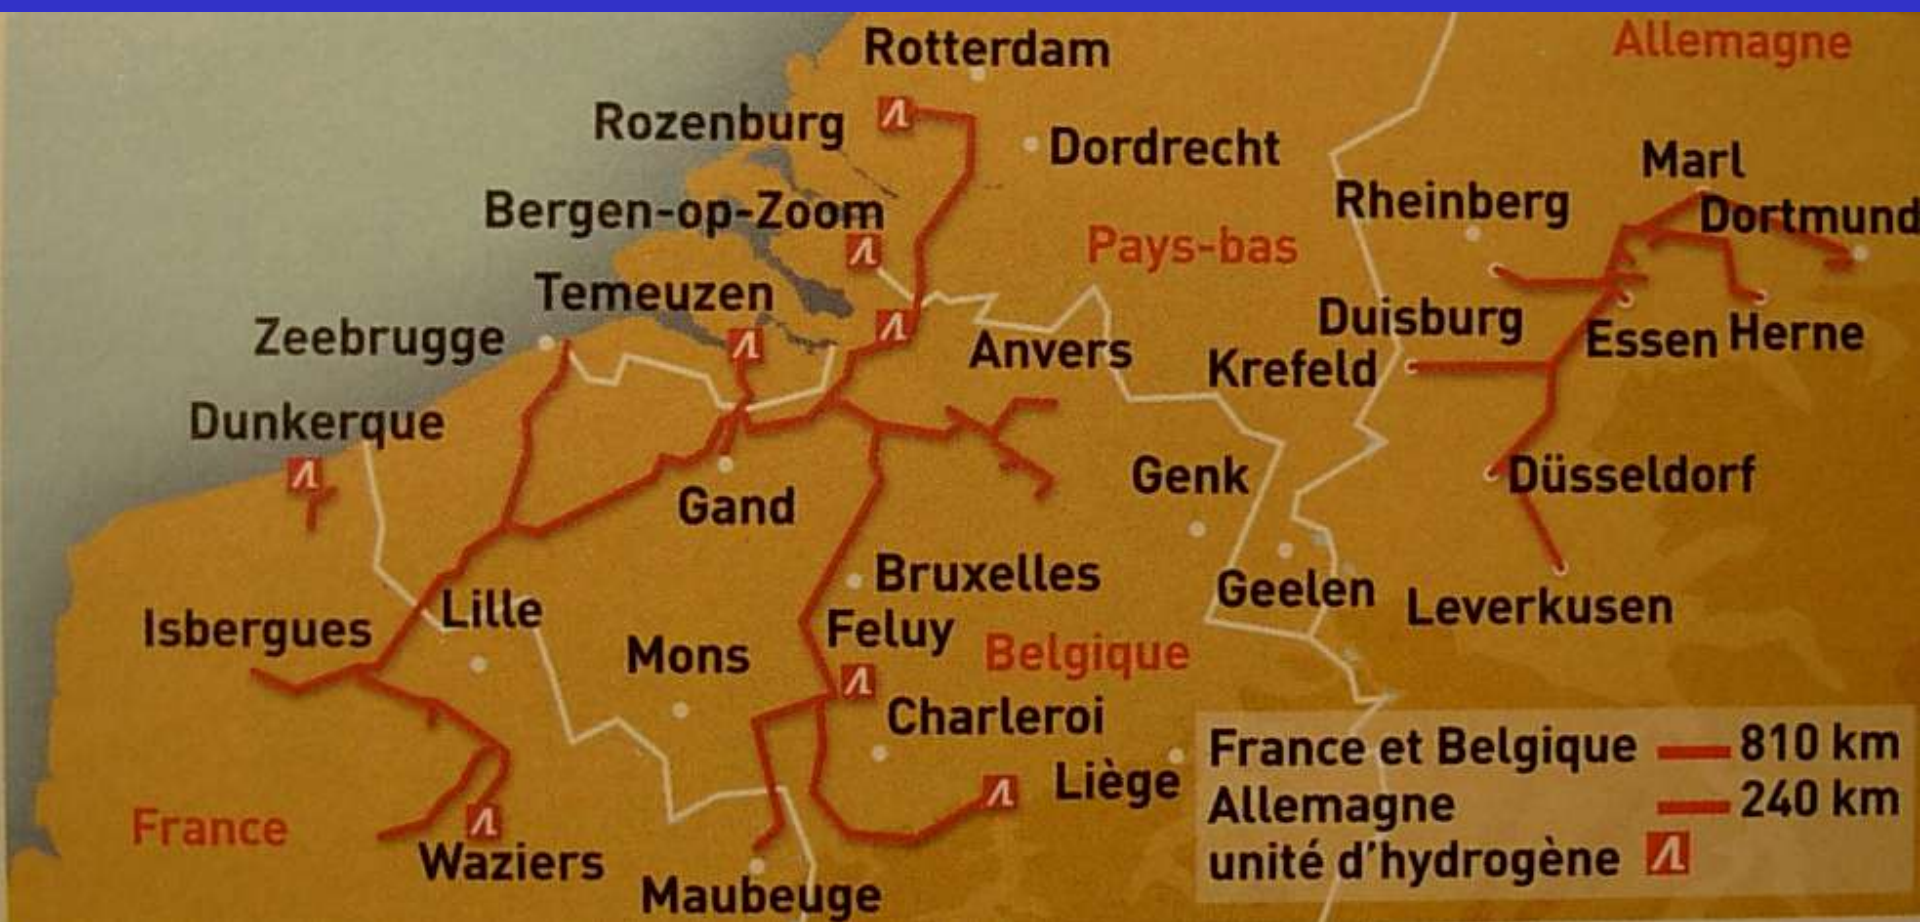 Rotterdam
Allemagne
Rozenburg
Dordrecht
Marl
Bergen-op-Zoom
Rheinberg
Dortmund
Pays-bas
Temeuzen
Zeebrugge
Duisburg
Anvers
Essen
Herne
Krefeld
Dunkerque
Gand
Genk
Düsseldorf
Bruxelles
Geelen
Leverkusen
Isbergues
Lille
Feluy
Mons
Belgique
Charleroi
Liège
France
Waziers
Maubeuge
France et Belgique 810 km
Allemagne 240 km
unité d'hydrogène